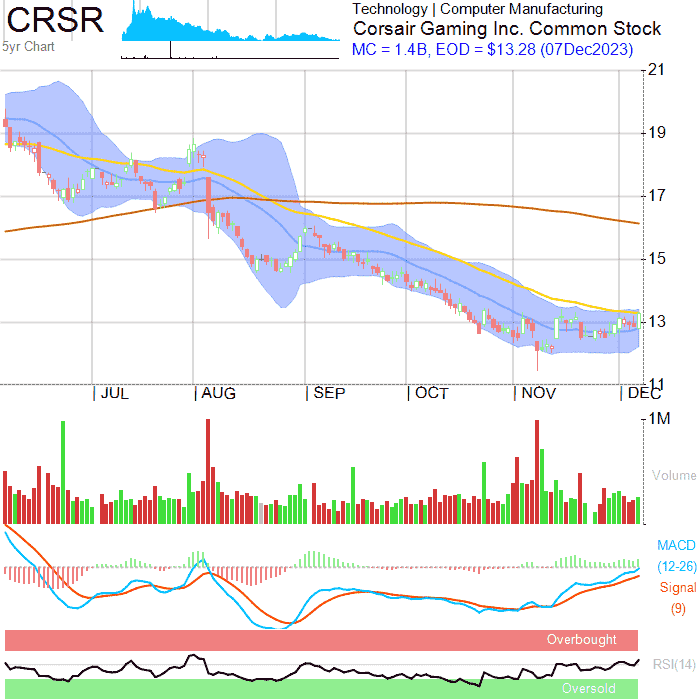 CRSR
5yr Chart
Technology | Computer Manufacturing
Corsair Gaming Inc. Common Stock
MC = 1.4B, EOD = $13.28 (07Dec2023)
21
19
17
15
13
11
JUL
AUG
SEP
OCT
NOV
DEC
1M
Volume
MACD
(12-26)
Signal
(9)
Overbought
RSI(14)
Oversold